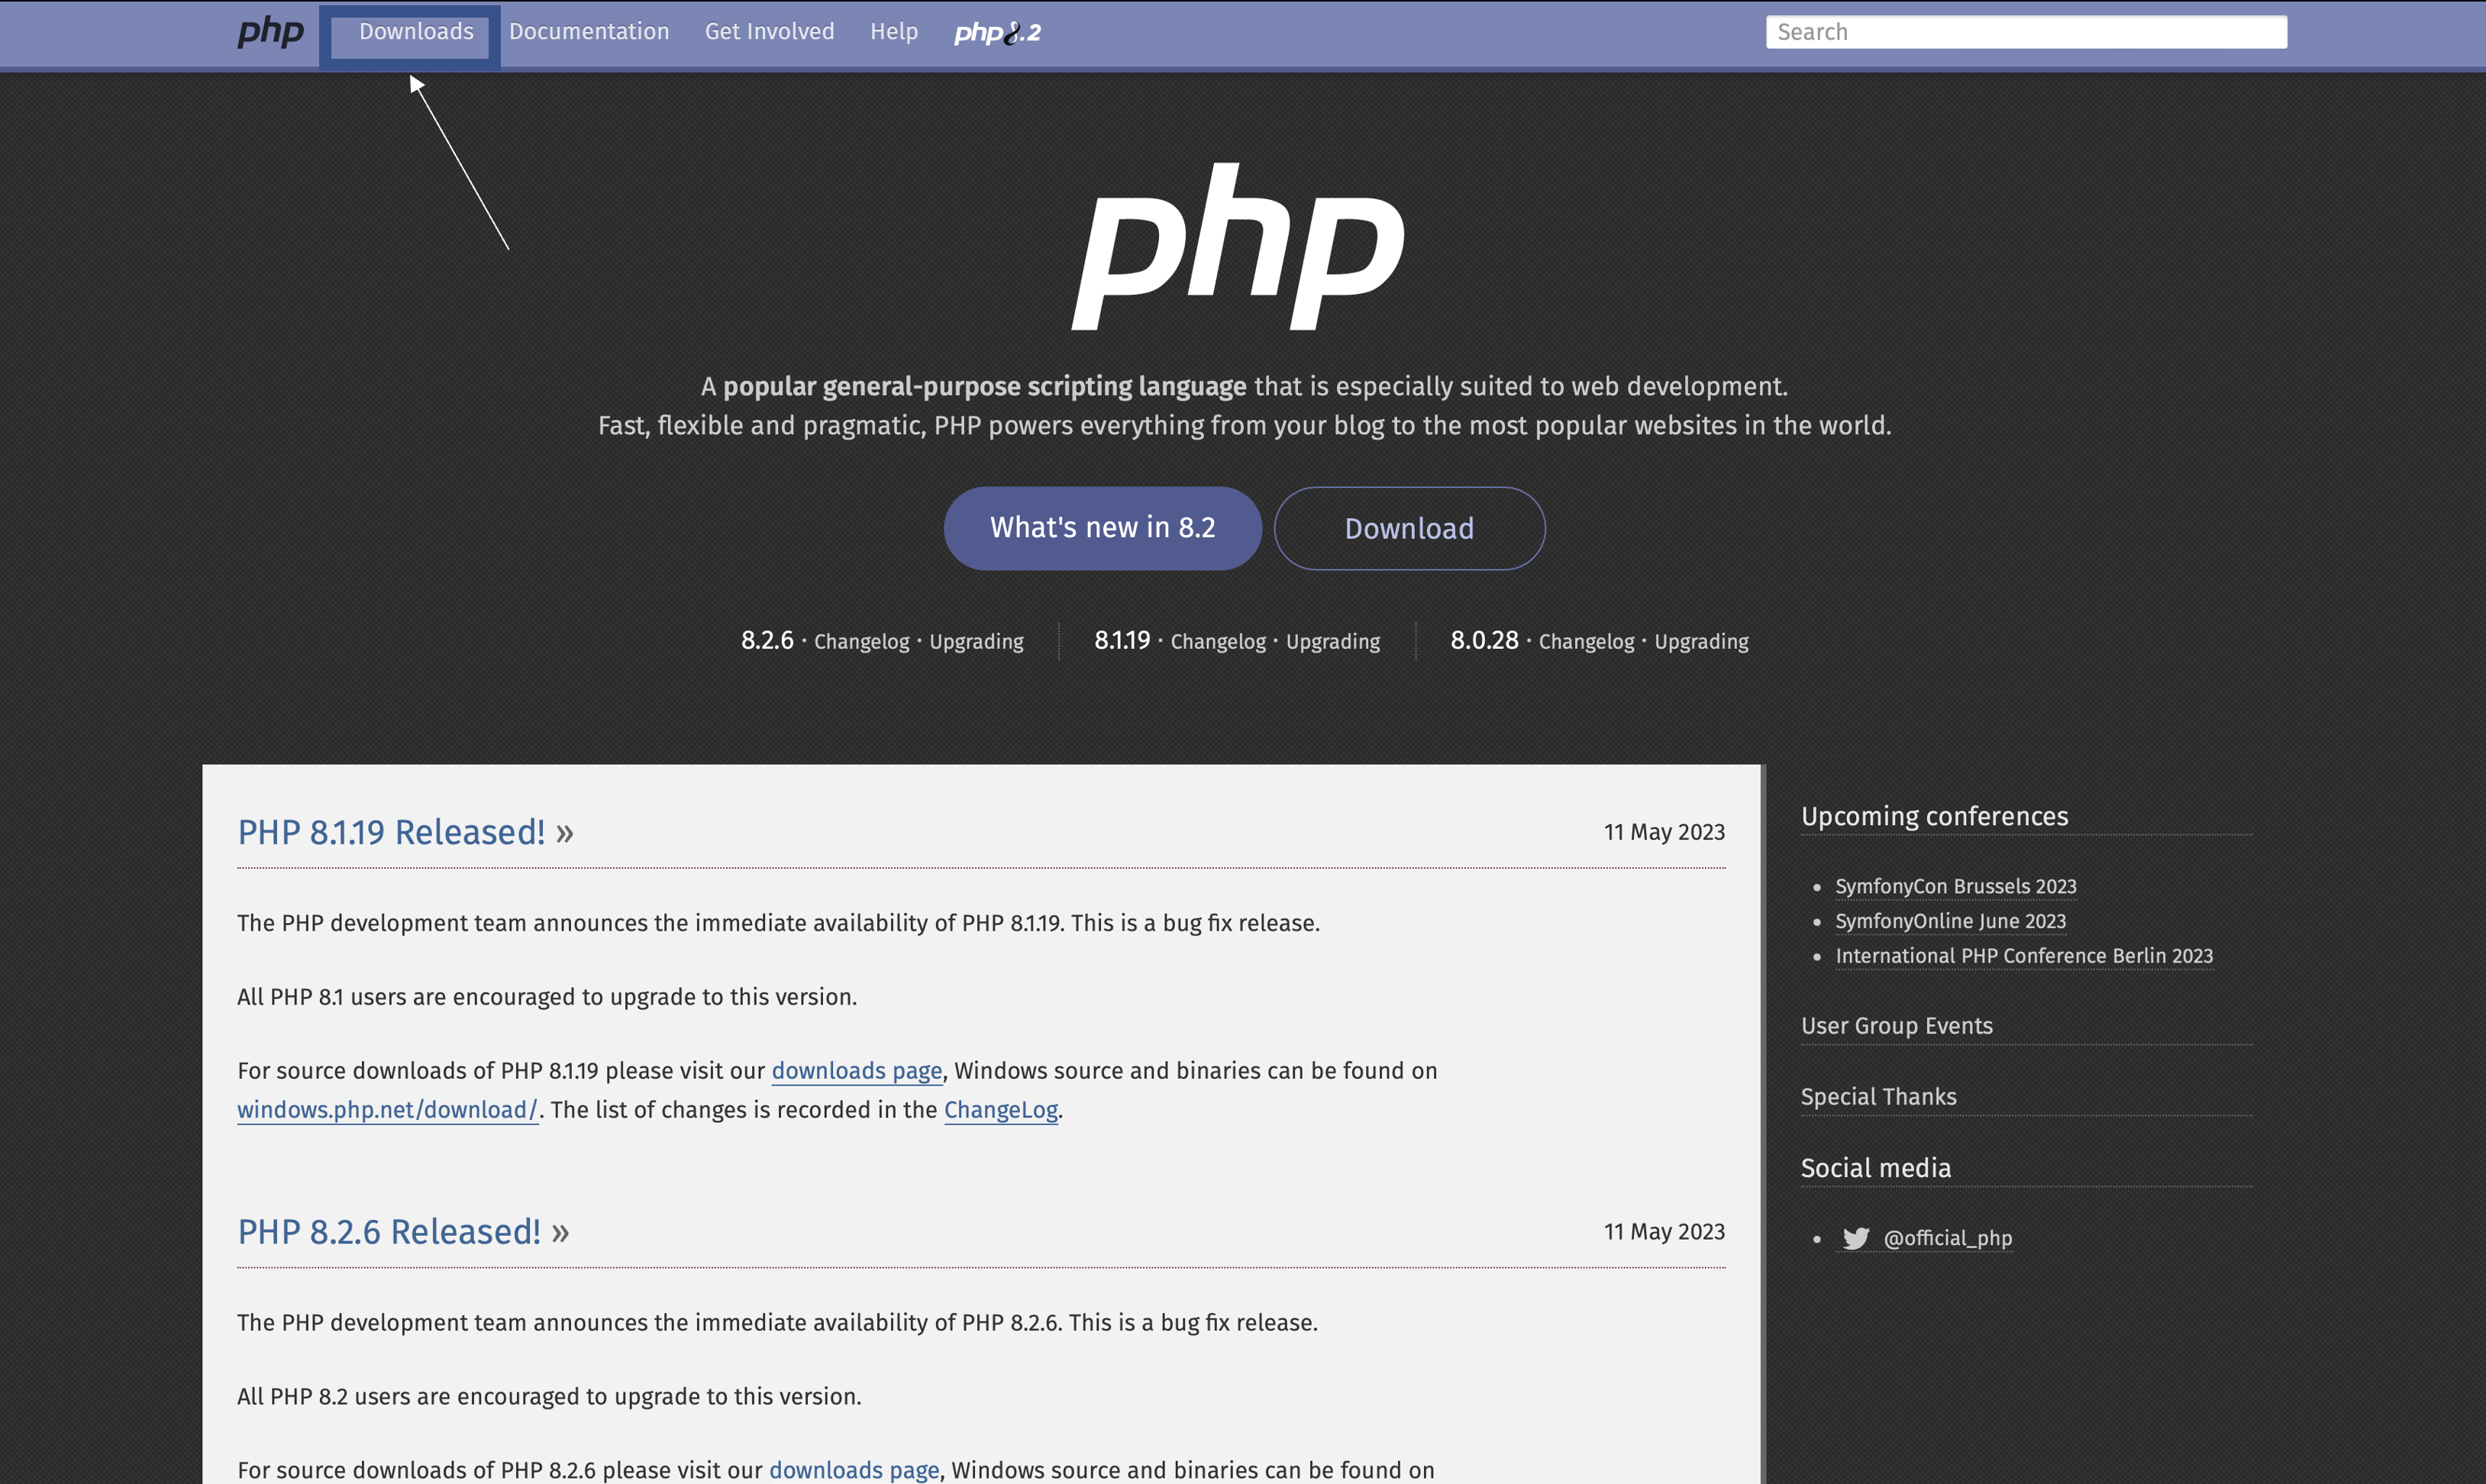 php Downloads Documentation Get Involved Help php8.2 Search
php
A popular general-purpose scripting language that is especially suited to web development.
Fast, flexible and pragmatic, PHP powers everything from your blog to the most popular websites in the world.
What's new in 8.2 Download
8.2.6 · Changelog · Upgrading 8.1.19 · Changelog · Upgrading 8.0.28 · Changelog · Upgrading
PHP 8.1.19 Released! » 11 May 2023
The PHP development team announces the immediate availability of PHP 8.1.19. This is a bug fix release.
All PHP 8.1 users are encouraged to upgrade to this version.
For source downloads of PHP 8.1.19 please visit our downloads page, Windows source and binaries can be found on
windows.php.net/download/. The list of changes is recorded in the ChangeLog.
PHP 8.2.6 Released! » 11 May 2023
The PHP development team announces the immediate availability of PHP 8.2.6. This is a bug fix release.
All PHP 8.2 users are encouraged to upgrade to this version.
For source downloads of PHP 8.2.6 please visit our downloads page, Windows source and binaries can be found on
Upcoming conferences
• SymfonyCon Brussels 2023
• SymfonyOnline June 2023
• International PHP Conference Berlin 2023
User Group Events
Special Thanks
Social media
• @official_php